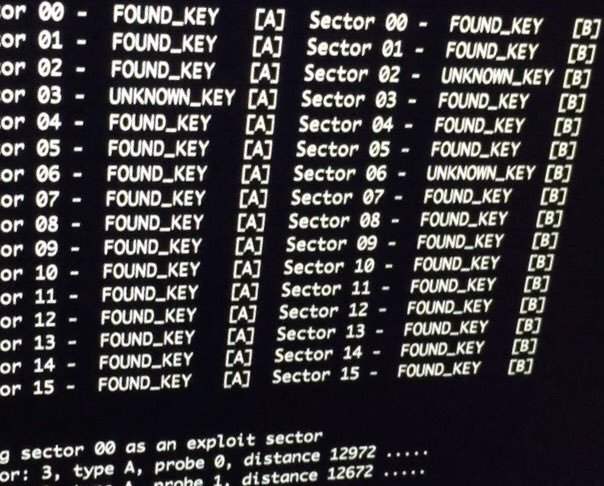 or 00 - FOUND_KEY [A] Sector 00 - FOUND_KEY [B]
or 01 - FOUND_KEY [A] Sector 01 - FOUND_KEY [B]
or 02 - FOUND_KEY [A] Sector 02 - UNKNOWN_KEY [B]
or 03 - UNKNOWN_KEY [A] Sector 03 - FOUND_KEY [B]
or 04 - FOUND_KEY [A] Sector 04 - FOUND_KEY [B]
or 05 - FOUND_KEY [A] Sector 05 - FOUND_KEY [B]
or 06 - FOUND_KEY [A] Sector 06 - UNKNOWN_KEY [B]
or 07 - FOUND_KEY [A] Sector 07 - FOUND_KEY [B]
or 08 - FOUND_KEY [A] Sector 08 - FOUND_KEY [B]
or 09 - FOUND_KEY [A] Sector 09 - FOUND_KEY [B]
or 10 - FOUND_KEY [A] Sector 10 - FOUND_KEY [B]
or 11 - FOUND_KEY [A] Sector 11 - FOUND_KEY [B]
or 12 - FOUND_KEY [A] Sector 12 - FOUND_KEY [B]
or 13 - FOUND_KEY [A] Sector 13 - FOUND_KEY [B]
or 14 - FOUND_KEY [A] Sector 14 - FOUND_KEY [B]
or 15 - FOUND_KEY [A] Sector 15 - FOUND_KEY [B]
g sector 00 as an exploit sector
or: 3, type A, probe 0, distance 12972 .....
A, probe 1, distance 12672 .....